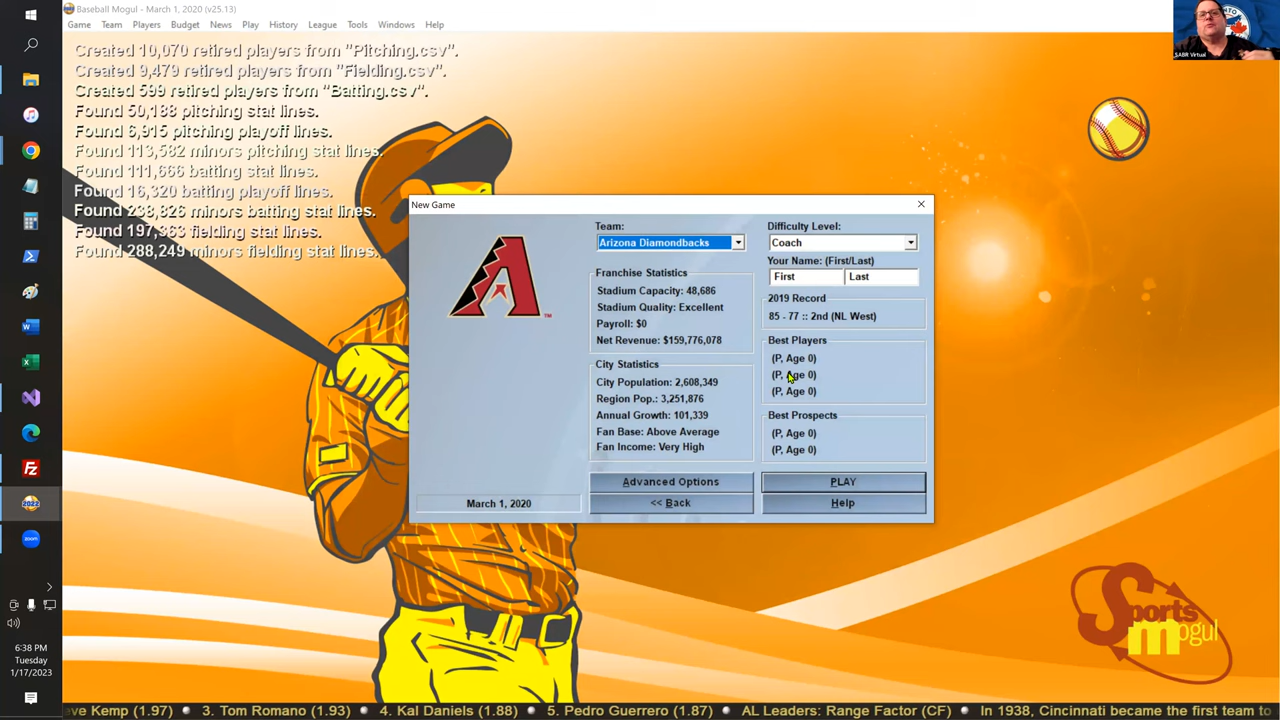 Baseball Mogul - March 1, 2020 (v25.13)
Game Team Players Budget News Play History League Tools Windows Help
Created 10,070 retired players from "Pitching.csv".
Created 9,479 retired players from "Fielding.csv".
Created 599 retired players from "Batting.csv".
Found 50,188 pitching stat lines.
Found 6,915 pitching playoff lines.
Found 113,582 minors pitching stat lines.
Found 111,666 batting stat lines.
Found 16,320 batting playoff lines.
Found 238,826 minors batting stat lines.
Found 197,363 fielding stat lines.
Found 288,249 minors fielding stat lines.
SABR Virtual
New Game
Team:
Arizona Diamondbacks
Franchise Statistics
Stadium Capacity: 48,686
Stadium Quality: Excellent
Payroll: $0
Net Revenue: $159,776,078
City Statistics
City Population: 2,608,349
Region Pop.: 3,251,876
Annual Growth: 101,339
Fan Base: Above Average
Fan Income: Very High
Difficulty Level:
Coach
Your Name: (First/Last)
First Last
2019 Record
85 - 77 :: 2nd (NL West)
Best Players
(P, Age 0)
(P, Age 0)
(P, Age 0)
Best Prospects
(P, Age 0)
(P, Age 0)
Advanced Options
PLAY
March 1, 2020
<< Back
Help
Sports Mogul
6:38 PM
Tuesday
1/17/2023
eve Kemp (1.97) 3. Tom Romano (1.93) 4. Kal Daniels (1.88) 5. Pedro Guerrero (1.87) AL Leaders: Range Factor (CF) In 1938, Cincinnati became the first team to